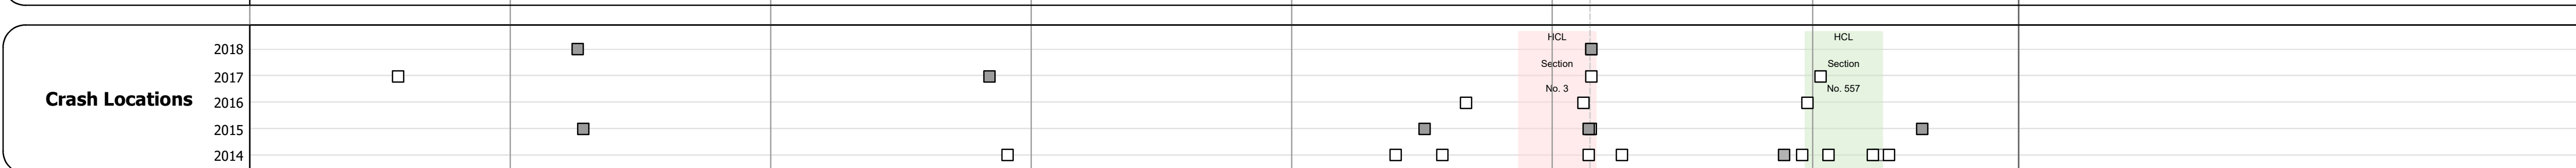 2018
HCL
HCL
Section
Section
2017
No. 3
No. 557
Crash Locations
2016
2015
2014